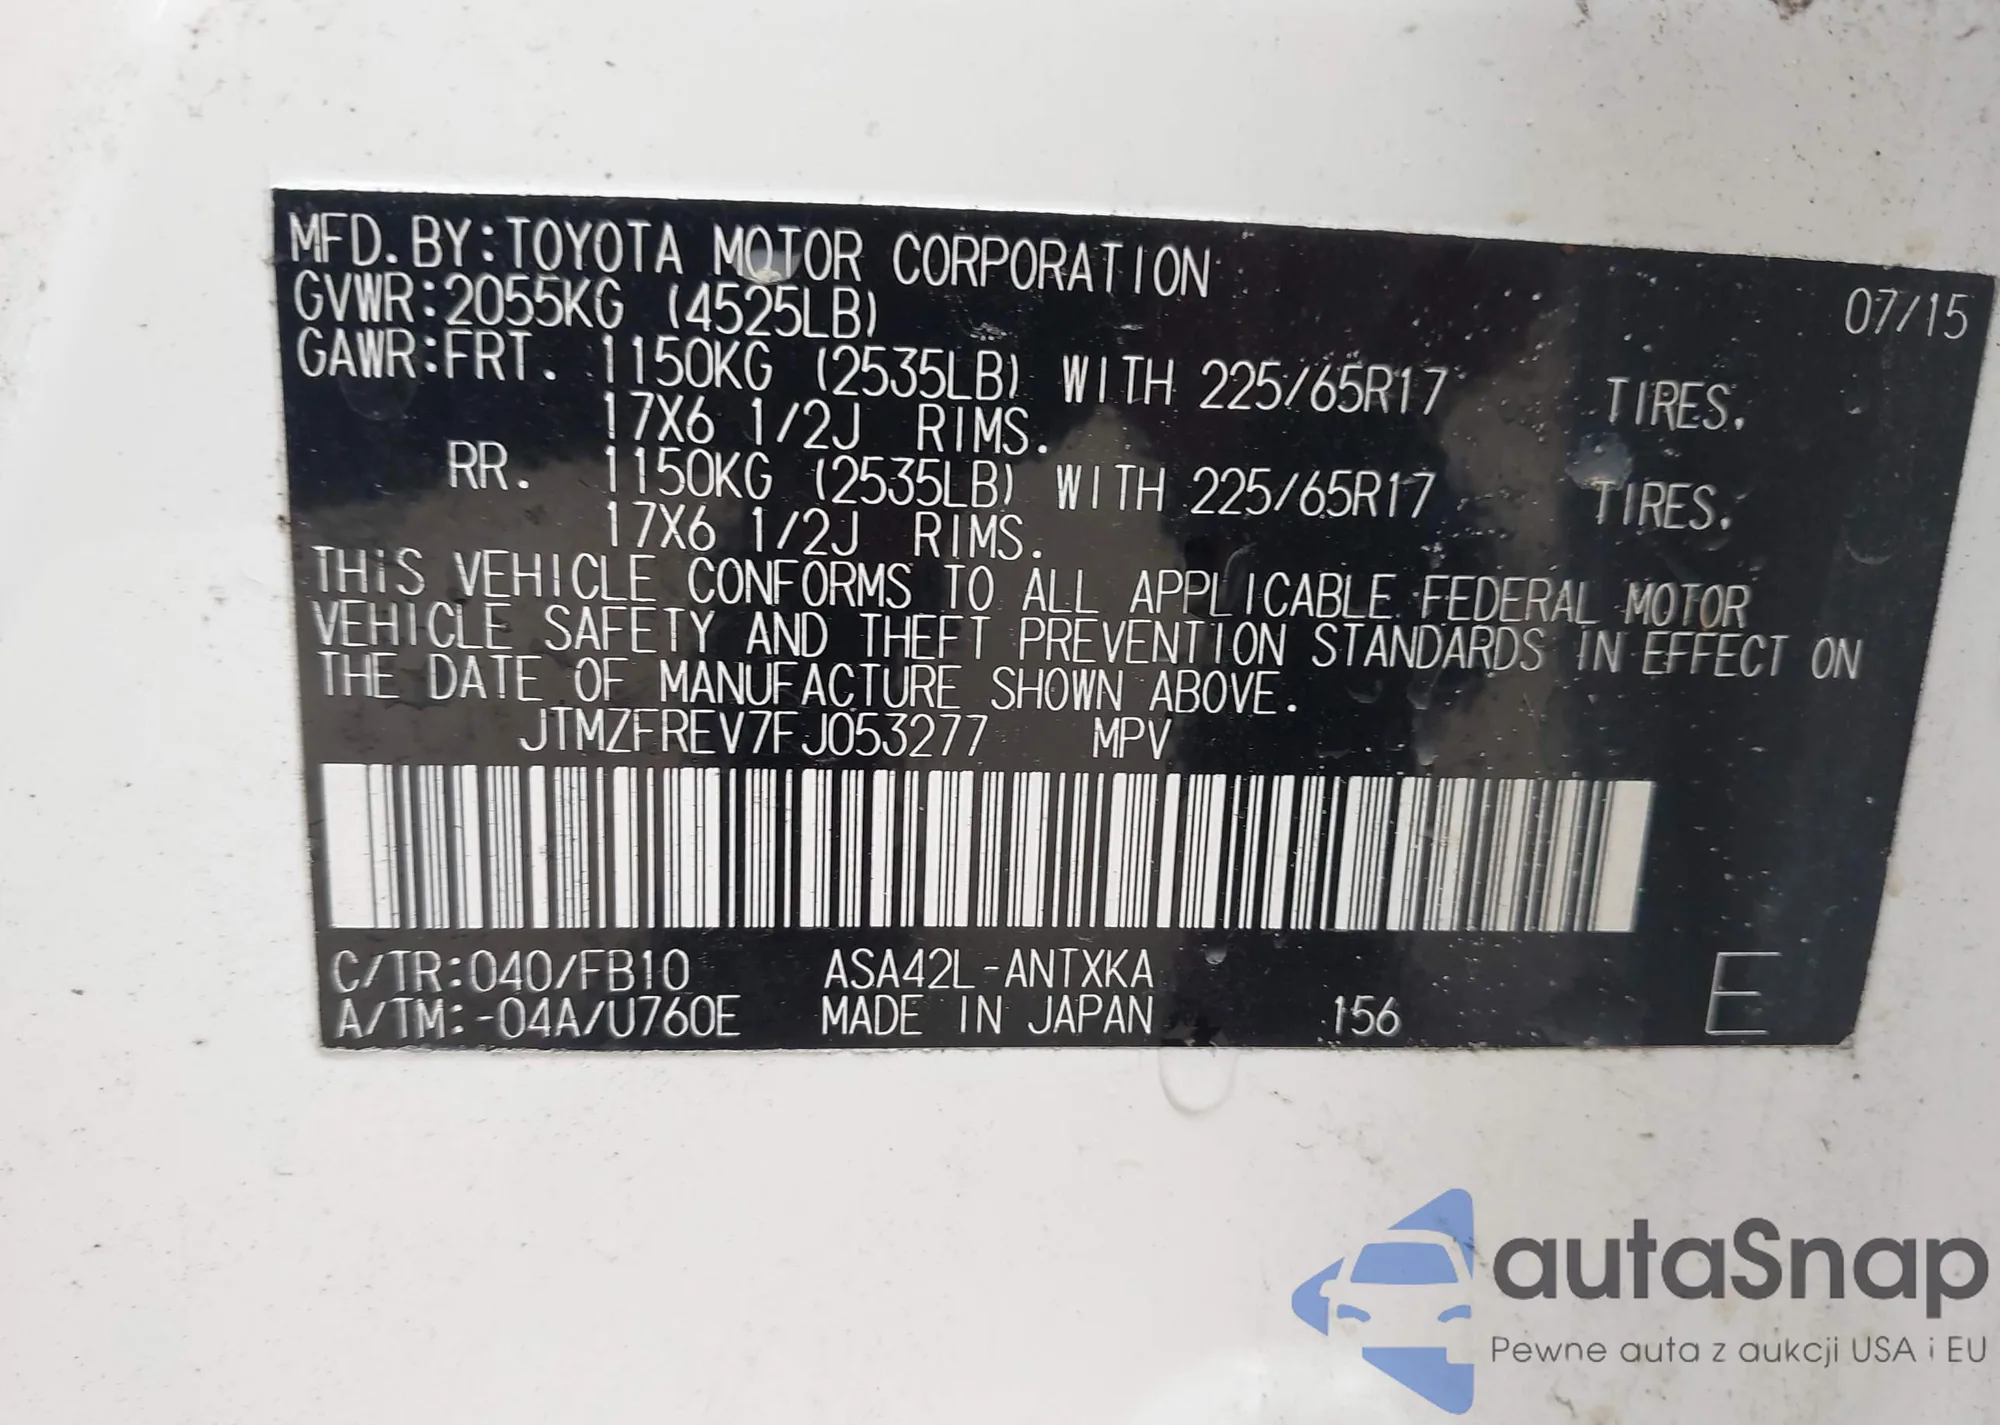 MFD. BY: TOYOTA MOTOR CORPORATION 07/15
GVWR: 2055KG (4525LB)
GAWR: FRT. 1150KG (2535LB) WITH 225/65R17 TIRES.
17X6 1/2J RIMS.
RR. 1150KG (2535LB) WITH 225/65R17 TIRES.
17X6 1/2J RIMS.
THIS VEHICLE CONFORMS TO ALL APPLICABLE FEDERAL MOTOR
VEHICLE SAFETY AND THEFT PREVENTION STANDARDS IN EFFECT ON
THE DATE OF MANUFACTURE SHOWN ABOVE.
JTMZFREV7FJ053277 MPV
C/TR: 040/FB10 ASA42L-ANTXKA
A/TM: -04A/U760E MADE IN JAPAN 156 E
autaSnap
Pewne auta z aukcji USA i EU